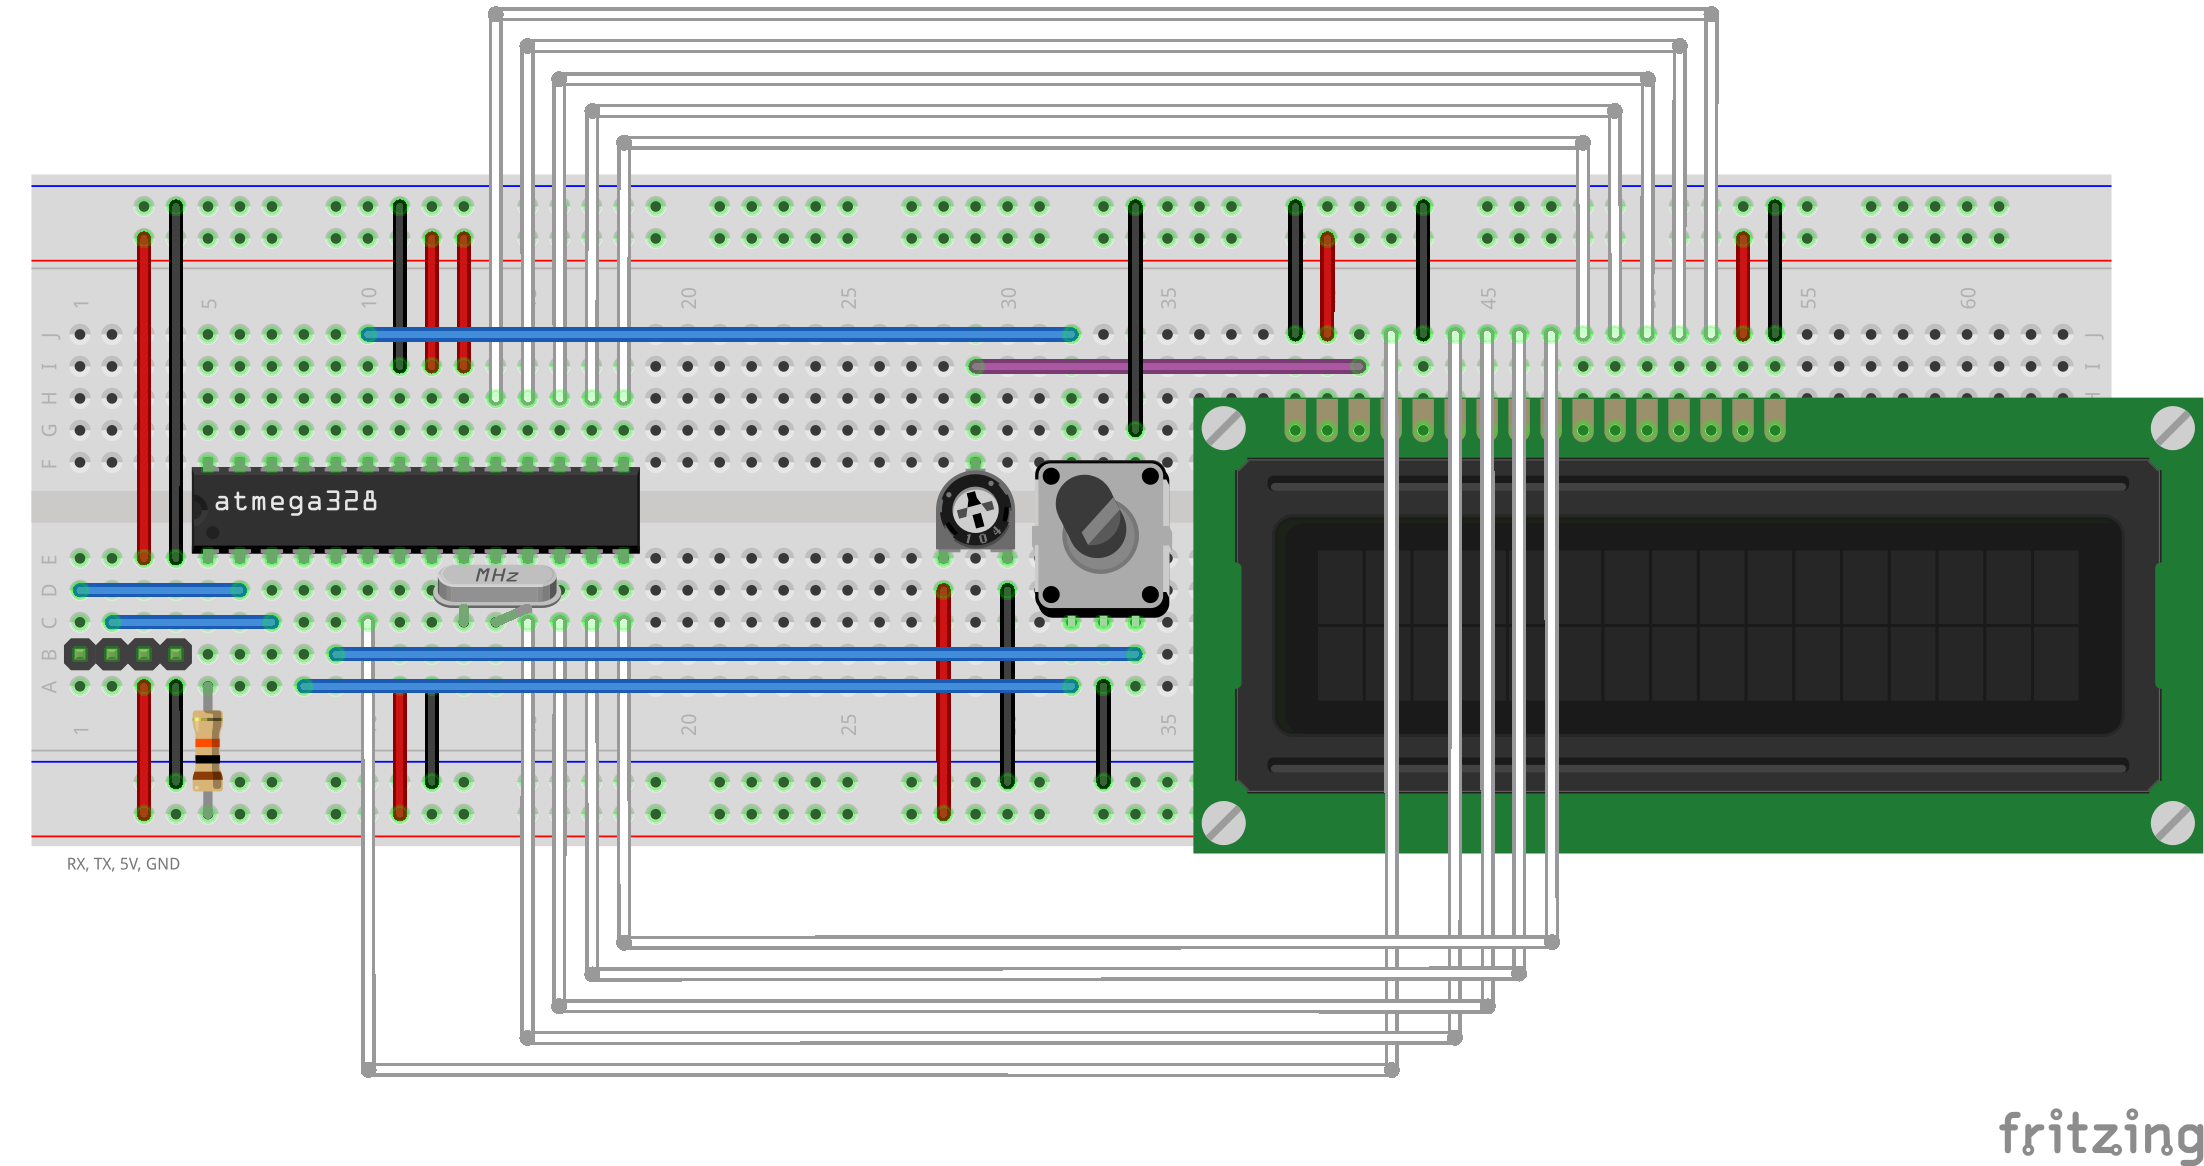 1 5 10 20 25 30 35 45 55 60
J J
I I
H H
G
F
atmega328
104
E
MHz
D
C
B
A
1 20 25 35
RX, TX, 5V, GND
fritzing